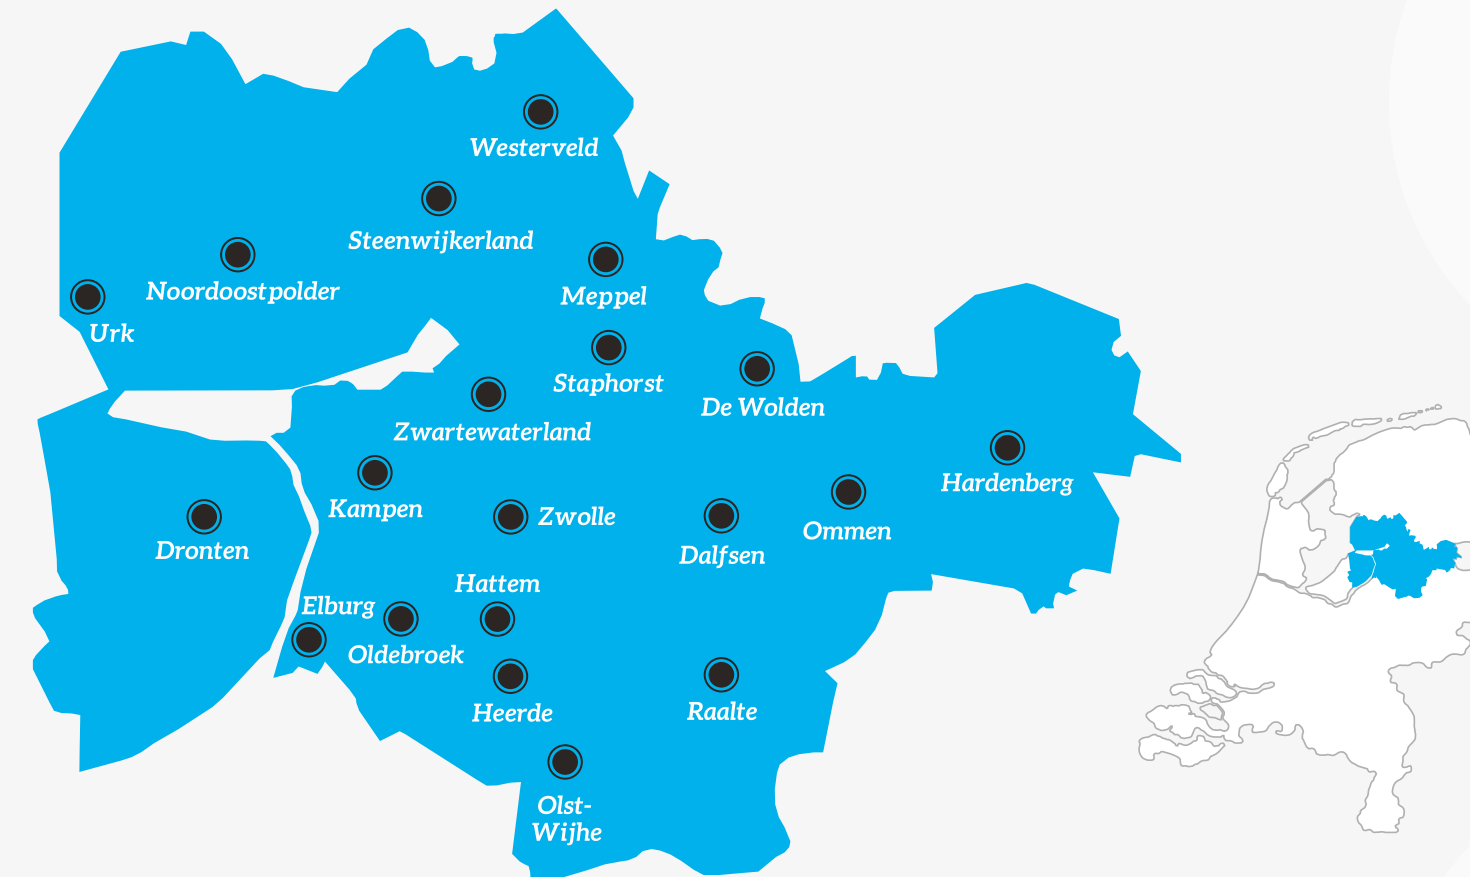 Westerveld
Steenwijkerland
Noordoostpolder
Meppel
Urk
Staphorst
De Wolden
Zwartewaterland
Hardenberg
Kampen
Zwolle
Ommen
Dronten
Dalfsen
Hattem
Elburg
Oldebroek
Heerde
Raalte
Olst-
Wijhe